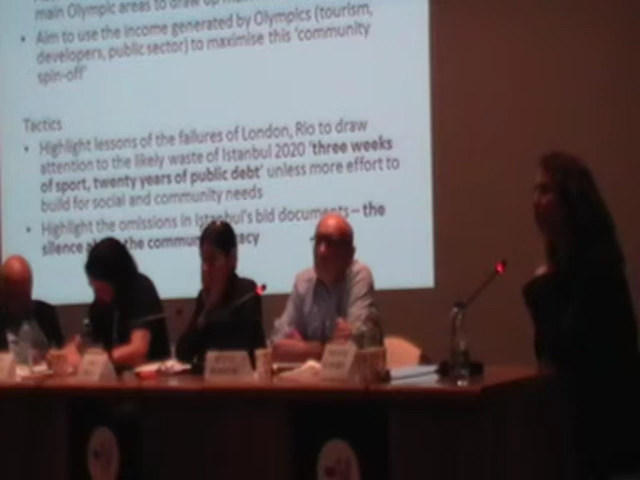 main Olympic areas to draw up
• Aim to use the income generated by Olympics (tourism,
developers, public sector) to maximise this 'community
spin-off'
Tactics
• Highlight lessons of the failures of London, Rio to draw
attention to the likely waste of Istanbul 2020 'three weeks
of sport, twenty years of public debt' unless more effort to
build for social and community needs
• Highlight the omissions in Istanbul's bid documents – the
silence the